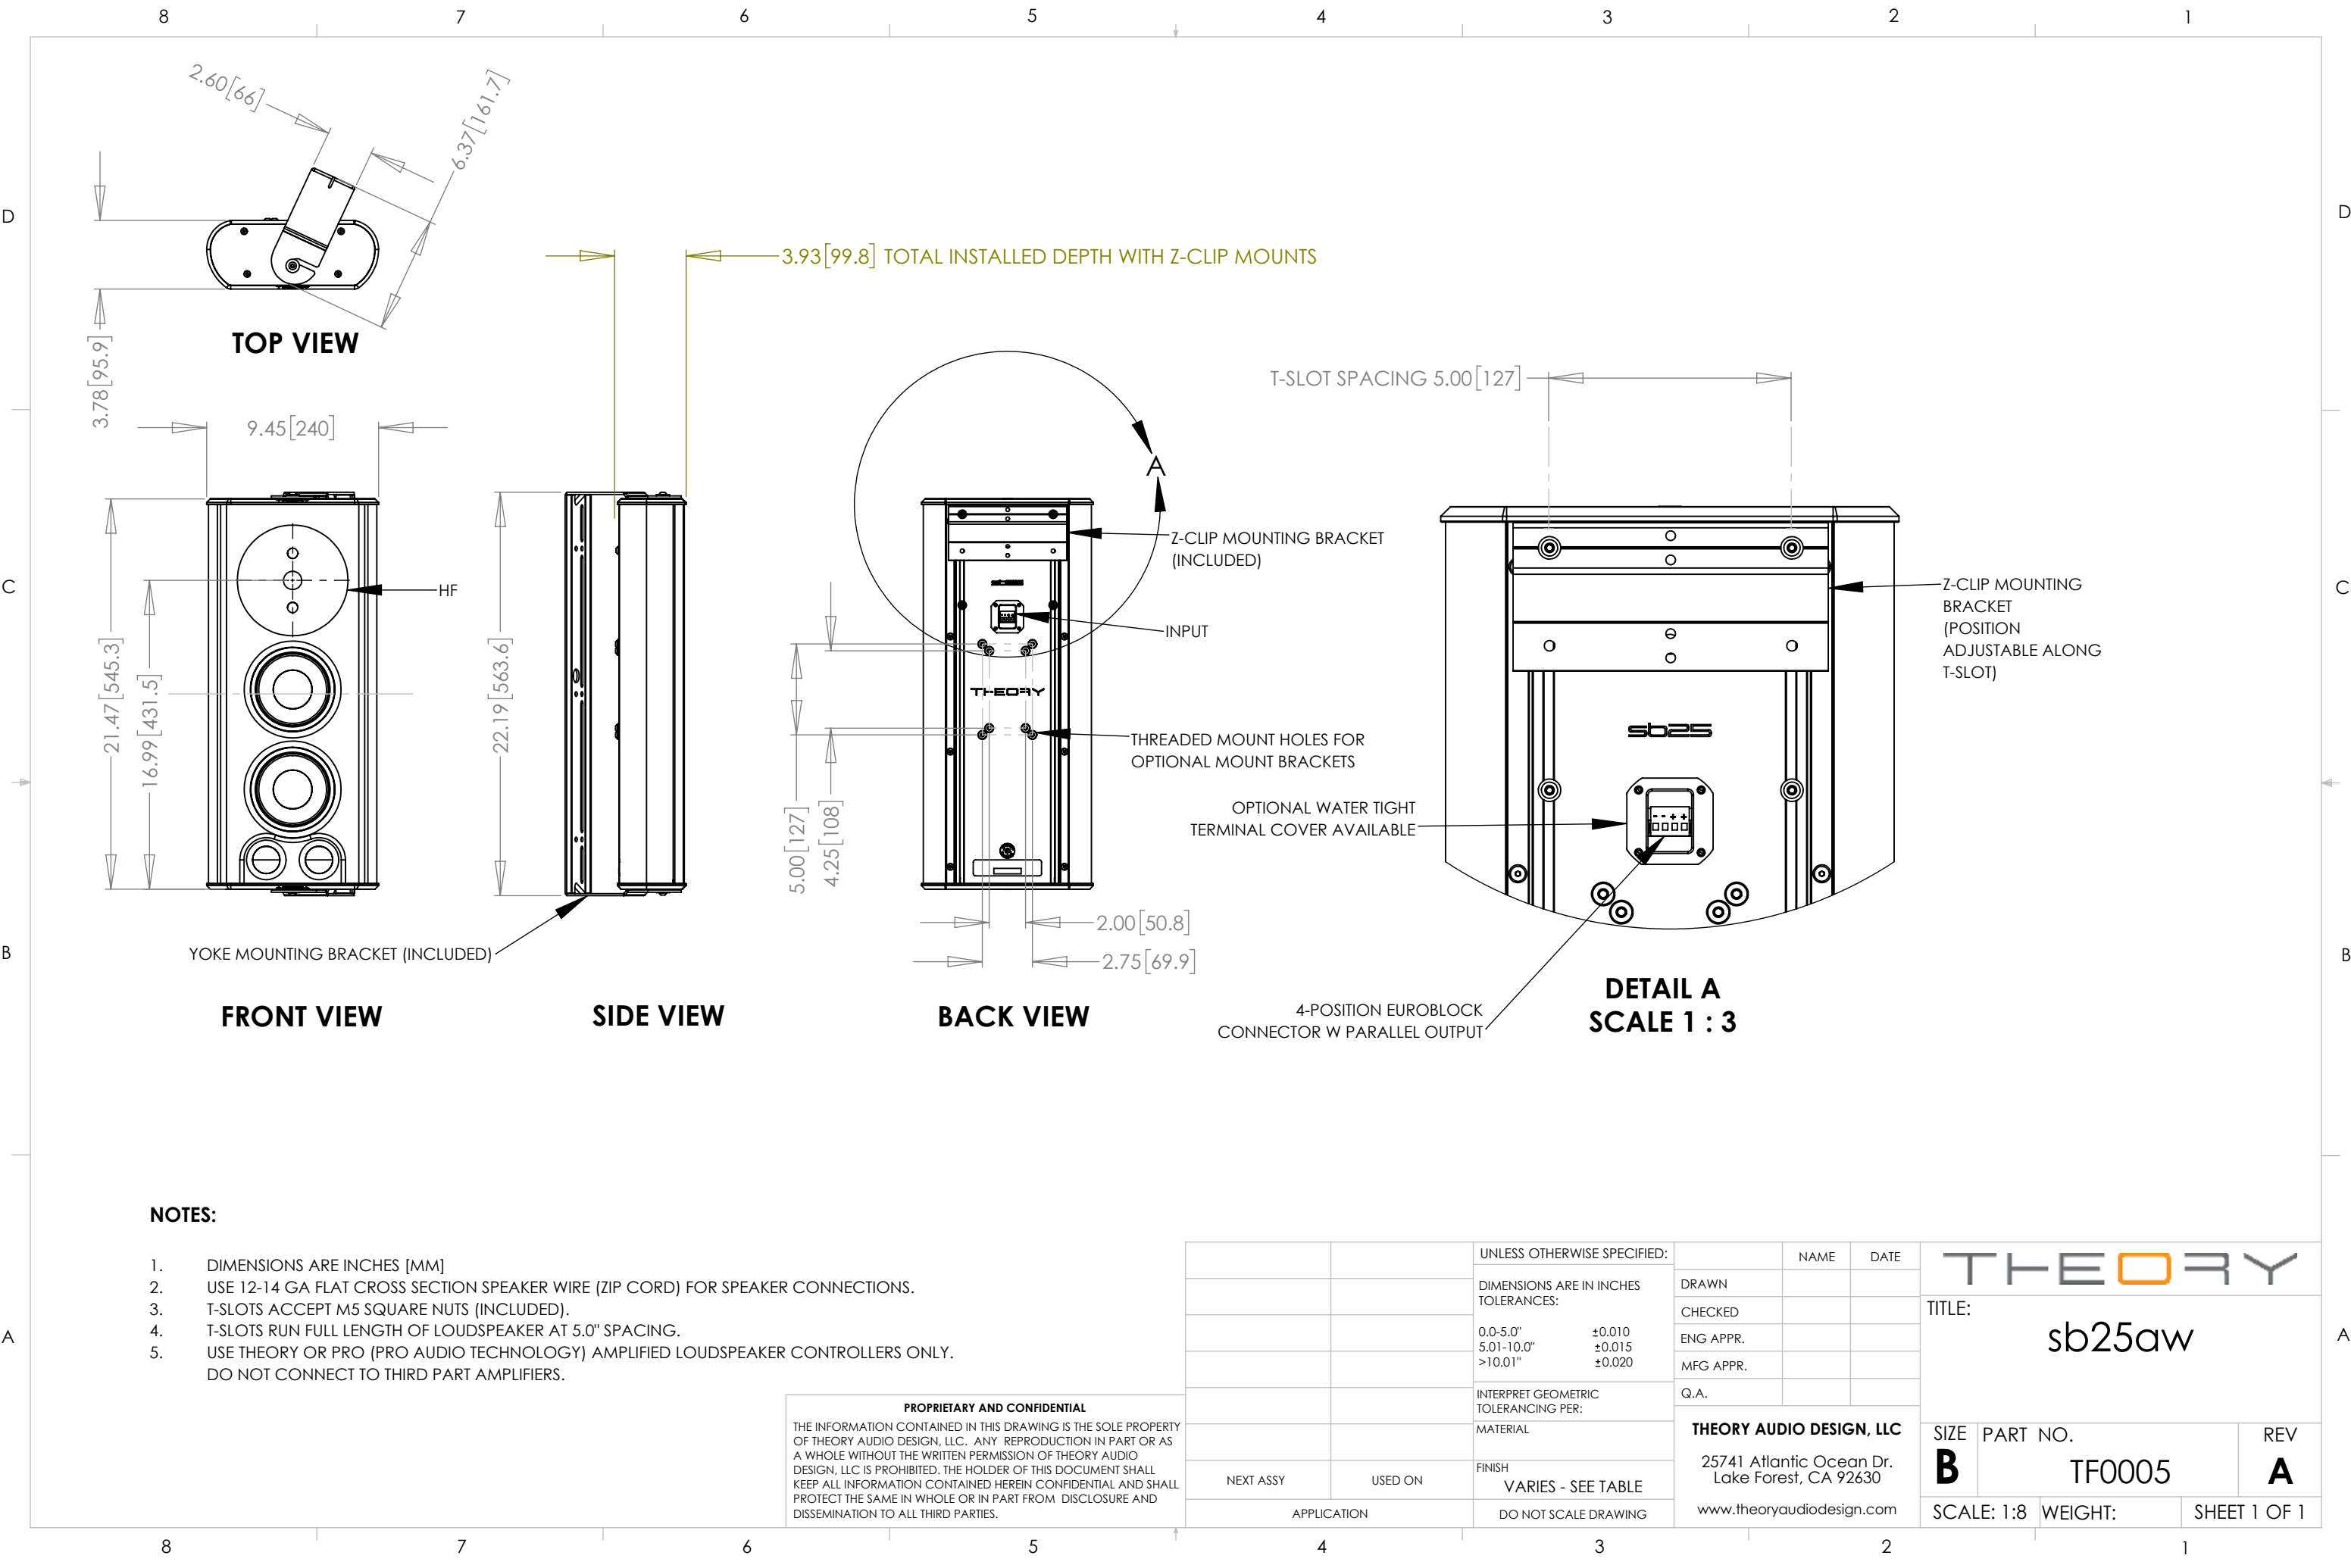 8 7 6 5 4 3 2 1
D
D
C
C
B
B
A
A
2.60[66]
6.37[161.7]
3.78[95.9]
TOP VIEW
3.93[99.8] TOTAL INSTALLED DEPTH WITH Z-CLIP MOUNTS
9.45[240]
HF
21.47[545.3]
16.99[431.5]
22.19[563.6]
YOKE MOUNTING BRACKET (INCLUDED)
FRONT VIEW
SIDE VIEW
A
Z-CLIP MOUNTING BRACKET
(INCLUDED)
INPUT
THEORY
THREADED MOUNT HOLES FOR
OPTIONAL MOUNT BRACKETS
5.00[127]
4.25[108]
2.00[50.8]
2.75[69.9]
BACK VIEW
T-SLOT SPACING 5.00[127]
Z-CLIP MOUNTING
BRACKET
(POSITION
ADJUSTABLE ALONG
T-SLOT)
sb25
- - + +
OPTIONAL WATER TIGHT
TERMINAL COVER AVAILABLE
4-POSITION EUROBLOCK
CONNECTOR W PARALLEL OUTPUT
DETAIL A
SCALE 1 : 3
NOTES:
1. DIMENSIONS ARE INCHES [MM]
2. USE 12-14 GA FLAT CROSS SECTION SPEAKER WIRE (ZIP CORD) FOR SPEAKER CONNECTIONS.
3. T-SLOTS ACCEPT M5 SQUARE NUTS (INCLUDED).
4. T-SLOTS RUN FULL LENGTH OF LOUDSPEAKER AT 5.0" SPACING.
5. USE THEORY OR PRO (PRO AUDIO TECHNOLOGY) AMPLIFIED LOUDSPEAKER CONTROLLERS ONLY.
DO NOT CONNECT TO THIRD PART AMPLIFIERS.
PROPRIETARY AND CONFIDENTIAL
THE INFORMATION CONTAINED IN THIS DRAWING IS THE SOLE PROPERTY
OF THEORY AUDIO DESIGN, LLC. ANY REPRODUCTION IN PART OR AS
A WHOLE WITHOUT THE WRITTEN PERMISSION OF THEORY AUDIO
DESIGN, LLC IS PROHIBITED. THE HOLDER OF THIS DOCUMENT SHALL
KEEP ALL INFORMATION CONTAINED HEREIN CONFIDENTIAL AND SHALL
PROTECT THE SAME IN WHOLE OR IN PART FROM DISCLOSURE AND
DISSEMINATION TO ALL THIRD PARTIES.
NEXT ASSY USED ON
APPLICATION
UNLESS OTHERWISE SPECIFIED:
DIMENSIONS ARE IN INCHES
TOLERANCES:
0.0-5.0" ±0.010
5.01-10.0" ±0.015
>10.01" ±0.020
INTERPRET GEOMETRIC
TOLERANCING PER:
MATERIAL
FINISH
VARIES - SEE TABLE
DO NOT SCALE DRAWING
NAME DATE
DRAWN
CHECKED
ENG APPR.
MFG APPR.
Q.A.
THEORY AUDIO DESIGN, LLC
25741 Atlantic Ocean Dr.
Lake Forest, CA 92630
www.theoryaudiodesign.com
THEORY
TITLE:
sb25aw
SIZE PART NO. REV
B TF0005 A
SCALE: 1:8 WEIGHT: SHEET 1 OF 1
8 7 6 5 4 3 2 1